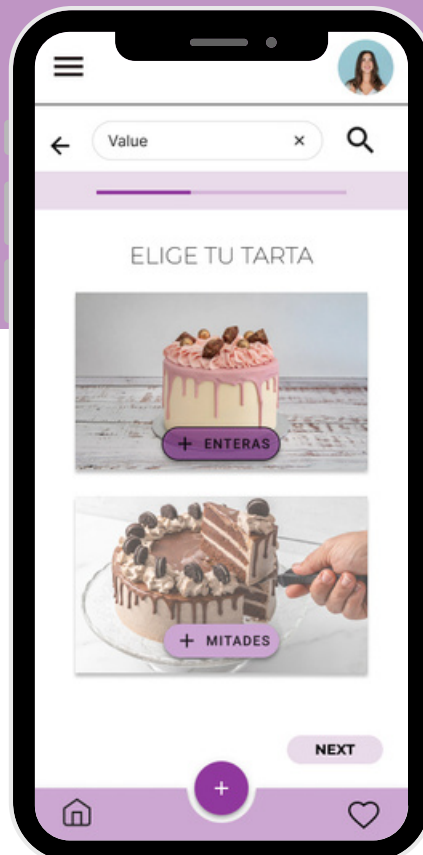 Value
ELIGE TU TARTA
+ ENTERAS
+ MITADES
NEXT
+